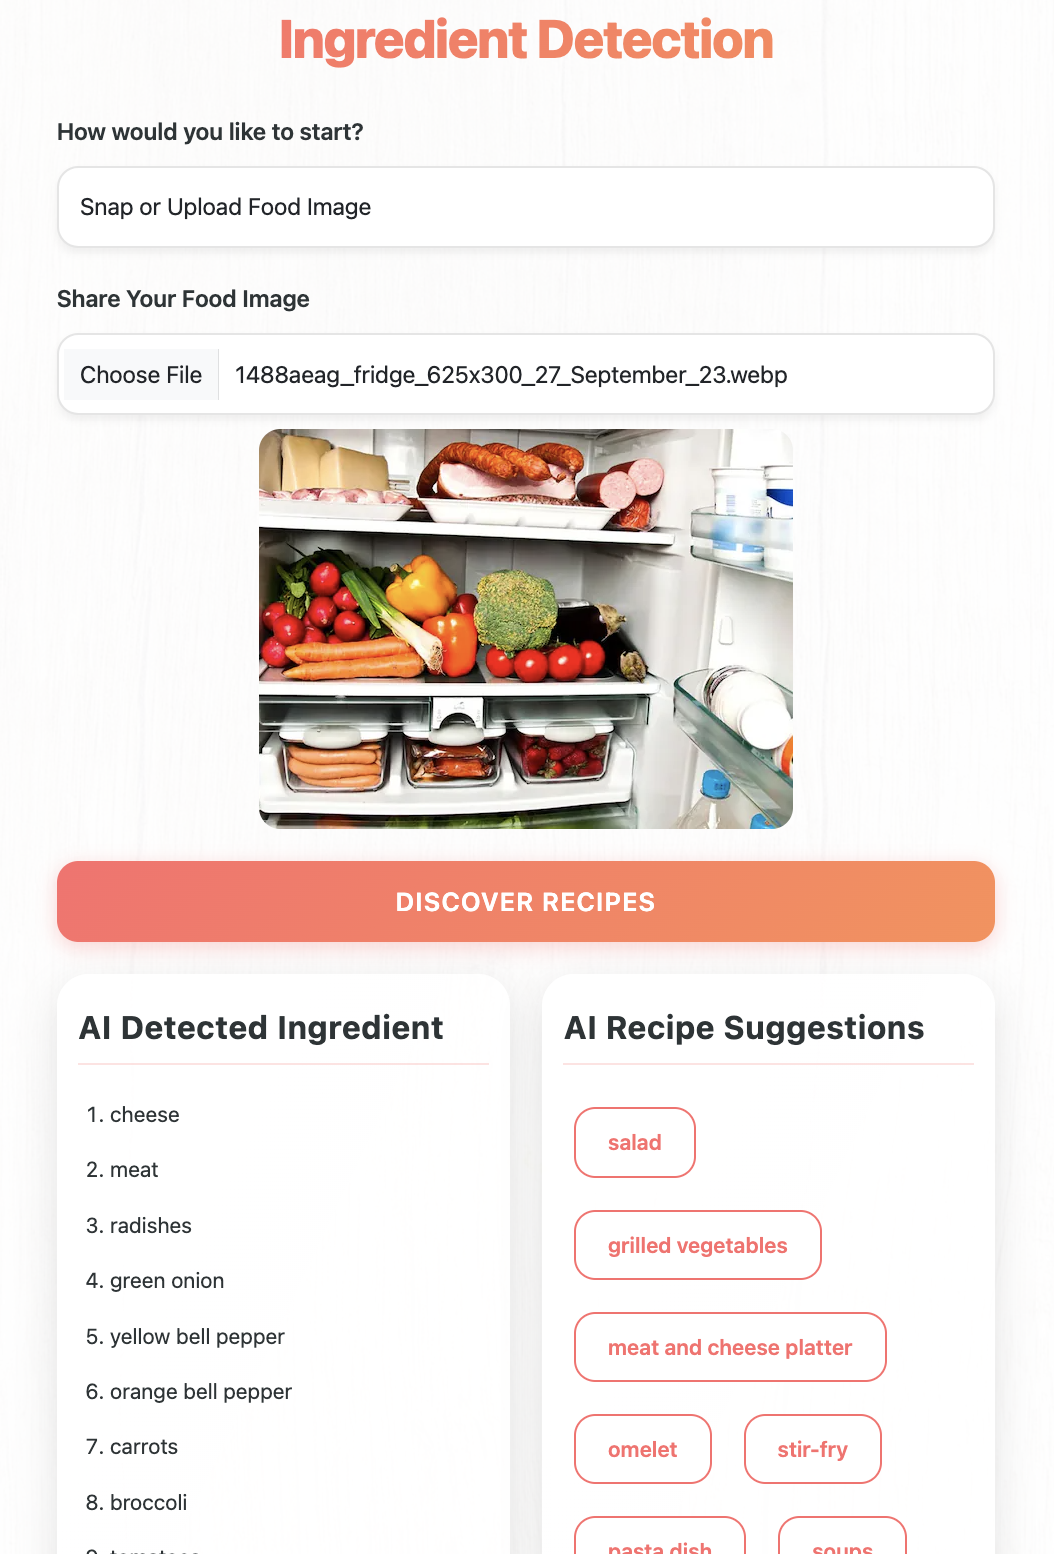 Ingredient Detection
How would you like to start?
Snap or Upload Food Image
Share Your Food Image
Choose File 1488aeag_fridge_625x300_27_September_23.webp
DISCOVER RECIPES
AI Detected Ingredient
1. cheese
2. meat
3. radishes
4. green onion
5. yellow bell pepper
6. orange bell pepper
7. carrots
8. broccoli
9. tomatoes
AI Recipe Suggestions
salad
grilled vegetables
meat and cheese platter
omelet stir-fry
pasta dish soups